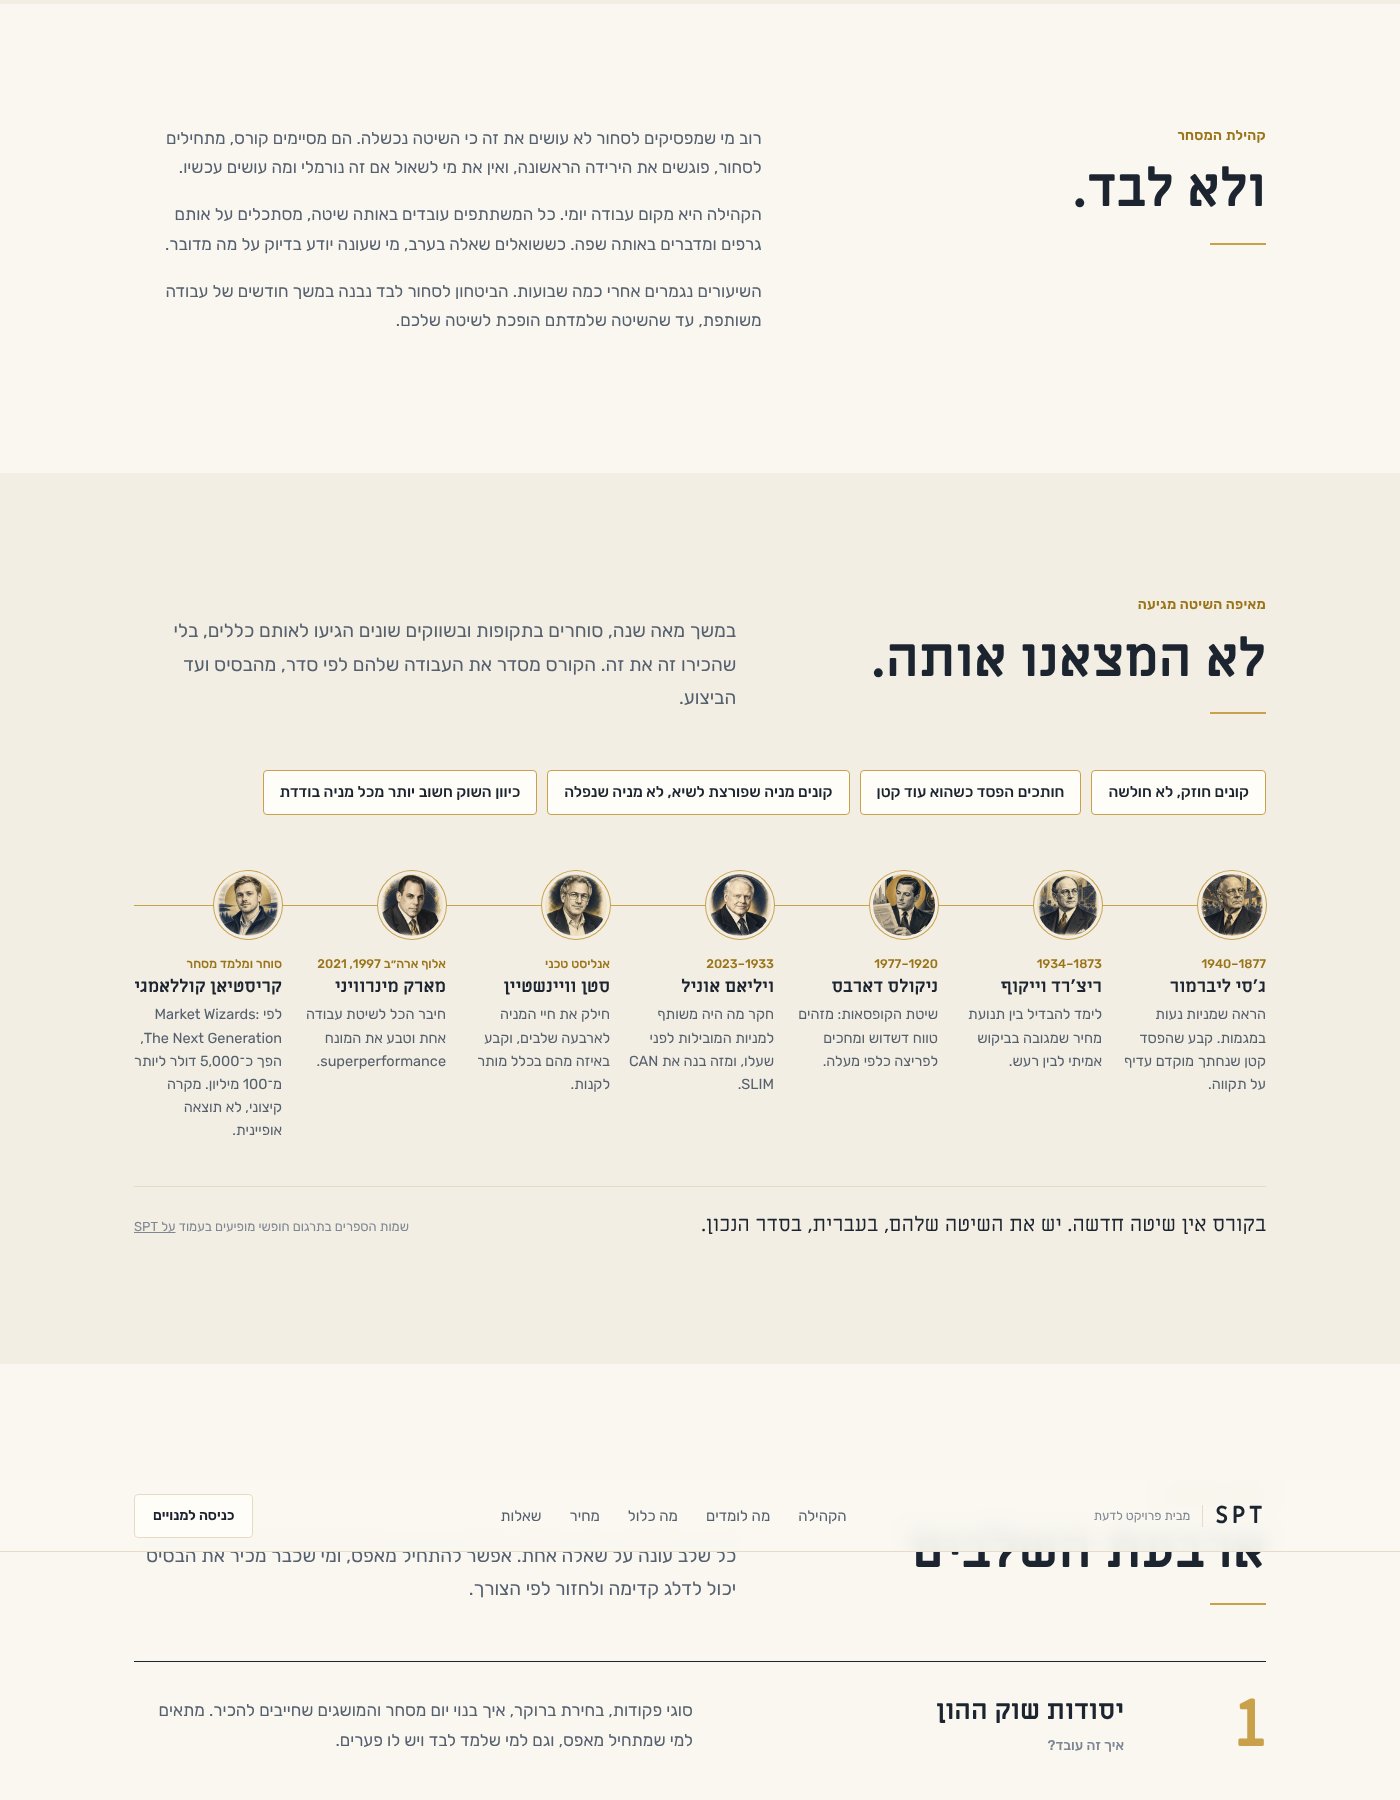 קהילת המסחר
ולא לבד.
רוב מי שמפסיקים לסחור לא עושים את זה כי השיטה נכשלה. הם מסיימים קורס, מתחילים
לסחור, פוגשים את הירידה הראשונה, ואין את מי לשאול אם זה נורמלי ומה עושים עכשיו.
הקהילה היא מקום עבודה יומי. כל המשתתפים עובדים באותה שיטה, מסתכלים על אותם
גרפים ומדברים באותה שפה. כששואלים שאלה בערב, מי שעונה יודע בדיוק על מה מדובר.
השיעורים נגמרים אחרי כמה שבועות. הביטחון לסחור לבד נבנה במשך חודשים של עבודה
משותפת, עד שהשיטה שלמדתם הופכת לשיטה שלכם.
מאיפה השיטה מגיעה
לא המצאנו אותה.
במשך מאה שנה, סוחרים בתקופות ובשווקים שונים הגיעו לאותם כללים, בלי
שהכירו זה את זה. הקורס מסדר את העבודה שלהם לפי סדר, מהבסיס ועד
הביצוע.
קונים חוזק, לא חולשה
חותכים הפסד כשהוא עוד קטן
קונים מניה שפורצת לשיא, לא מניה שנפלה
כיוון השוק חשוב יותר מכל מניה בודדת
1877–1940
ג׳סי ליברמור
הראה שמניות נעות
במגמות. קבע שהפסד
קטן שנחתך מוקדם עדיף
על תקווה.
1873–1934
ריצ׳רד וייקוף
לימד להבדיל בין תנועת
מחיר שמגובה בביקוש
אמיתי לבין רעש.
1920–1977
ניקולס דארבס
שיטת הקופסאות: מזהים
טווח דשדוש ומחכים
לפריצה כלפי מעלה.
1933–2023
ויליאם אוניל
חקר מה היה משותף
למניות המובילות לפני
שעלו, ומזה בנה את CAN
SLIM.
אנליסט טכני
סטן וויינשטיין
חילק את חיי המניה
לארבעה שלבים, וקבע
באיזה מהם בכלל מותר
לקנות.
אלוף ארה״ב 1997, 2021
מארק מינרוויני
חיבר הכל לשיטת עבודה
אחת וטבע את המונח
superperformance.
סוחר ומלמד מסחר
קריסטיאן קוללאמגי
לפי Market Wizards:
The Next Generation,
הפך כ־5,000 דולר ליותר
מ־100 מיליון. מקרה
קיצוני, לא תוצאה
אופיינית.
בקורס אין שיטה חדשה. יש את השיטה שלהם, בעברית, בסדר הנכון.
שמות הספרים בתרגום חופשי מופיעים בעמוד על SPT
SPT
מבית פרויקט לדעת
הקהילה
מה לומדים
מה כלול
מחיר
שאלות
כניסה למנויים
ארבעת השלבים
כל שלב עונה על שאלה אחת. אפשר להתחיל מאפס, ומי שכבר מכיר את הבסיס
יכול לדלג קדימה ולחזור לפי הצורך.
1
יסודות שוק ההון
איך זה עובד?
סוגי פקודות, בחירת ברוקר, איך בנוי יום מסחר והמושגים שחייבים להכיר. מתאים
למי שמתחיל מאפס, וגם למי שלמד לבד ויש לו פערים.